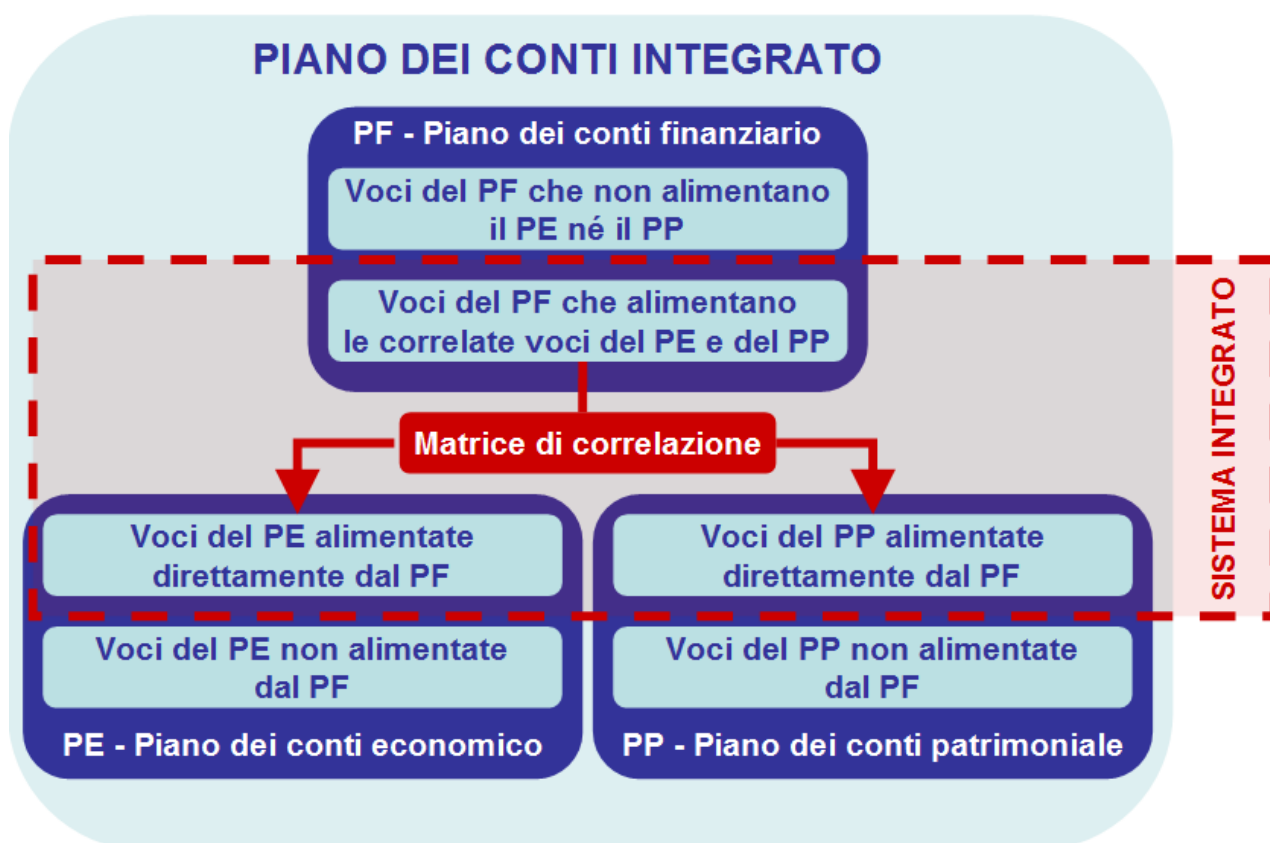 PIANO DEI CONTI INTEGRATO
PF - Piano dei conti finanziario
Voci del PF che non alimentano
il PE né il PP
Voci del PF che alimentano
le correlate voci del PE e del PP
Matrice di correlazione
Voci del PE alimentate
direttamente dal PF
Voci del PE non alimentate
dal PF
PE - Piano dei conti economico
Voci del PP alimentate
direttamente dal PF
Voci del PP non alimentate
dal PF
PP - Piano dei conti patrimoniale
SISTEMA INTEGRATO